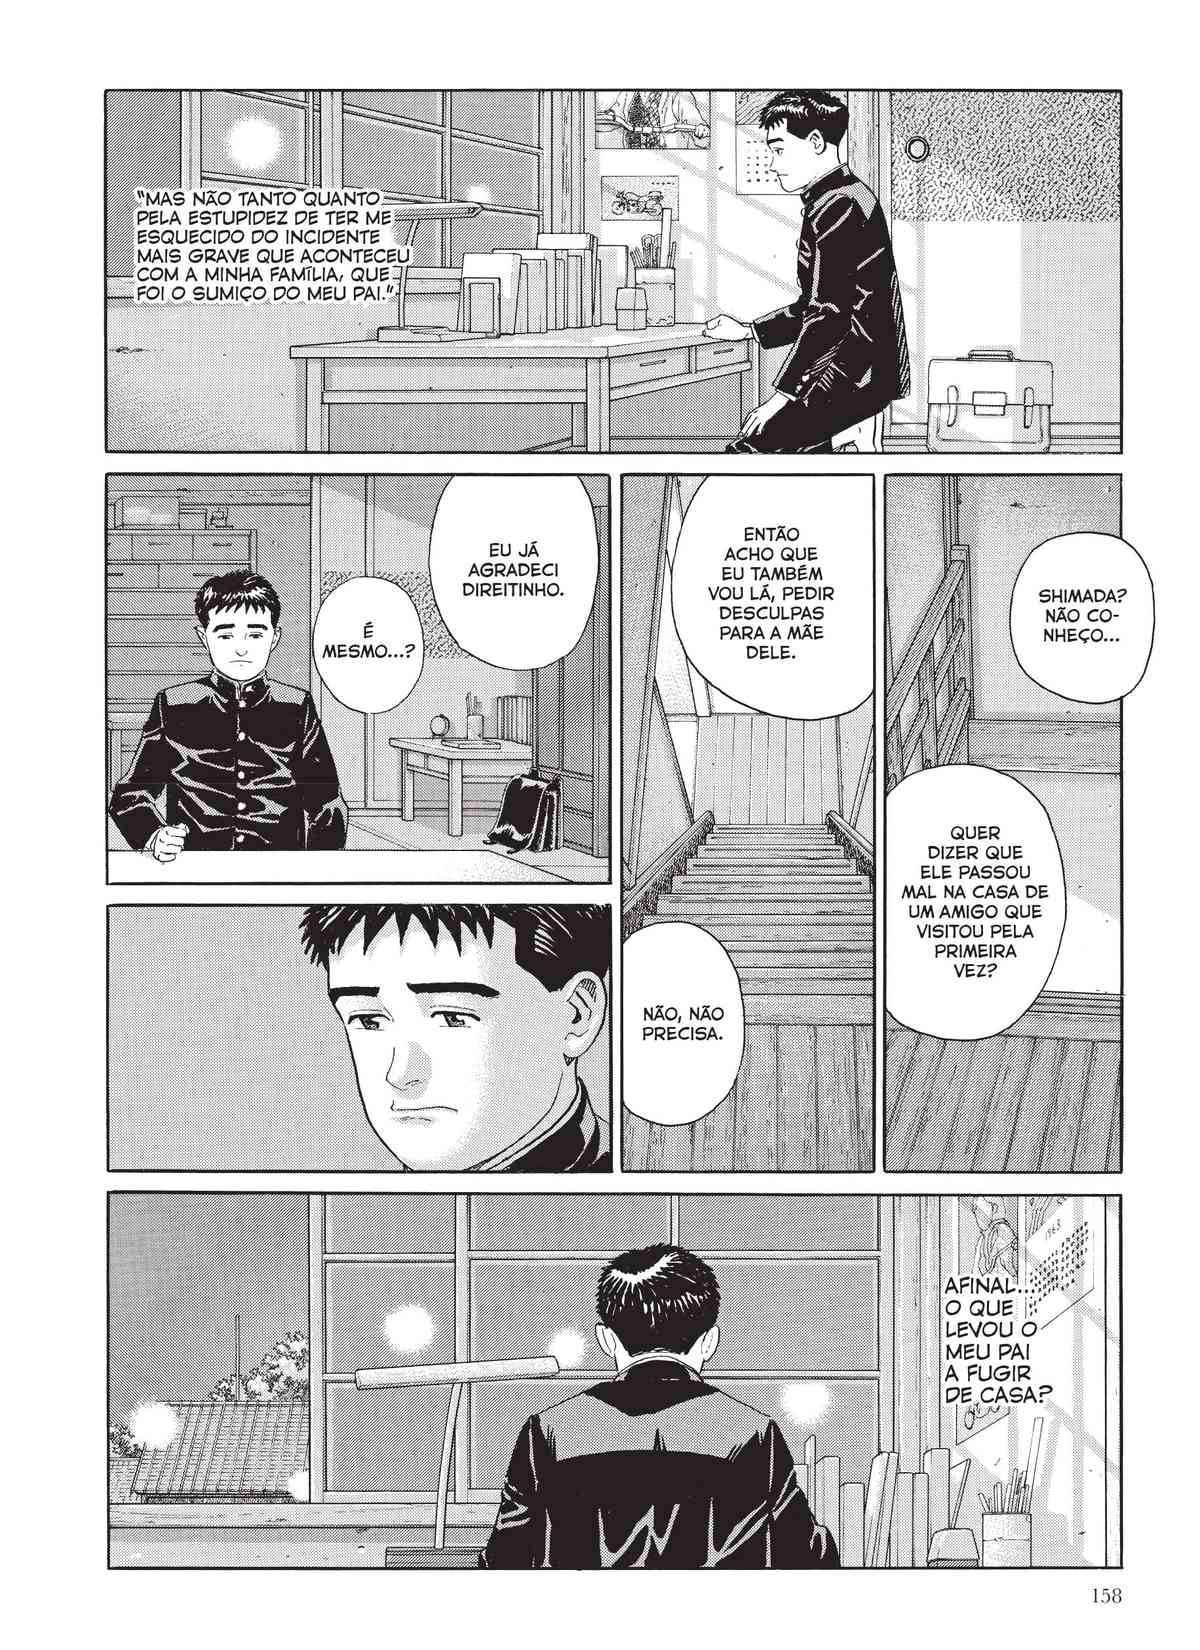 "MAS NÃO TANTO QUANTO
PELA ESTUPIDEZ DE TER ME
ESQUECIDO DO INCIDENTE
MAIS GRAVE QUE ACONTECEU
COM A MINHA FAMÍLIA, QUE
FOI O SUMIÇO DO MEU PAI."
SHIMADA?
NÃO CO-
NHEÇO...
QUER
DIZER QUE
ELE PASSOU
MAL NA CASA DE
UM AMIGO QUE
VISITOU PELA
PRIMEIRA
VEZ?
ENTÃO
ACHO QUE
EU TAMBÉM
VOU LÁ, PEDIR
DESCULPAS
PARA A MÃE
DELE.
NÃO, NÃO
PRECISA.
EU JÁ
AGRADECI
DIREITINHO.
É
MESMO...?
1963
AFINAL...
O QUE
LEVOU O
MEU PAI
A FUGIR
DE CASA?
158